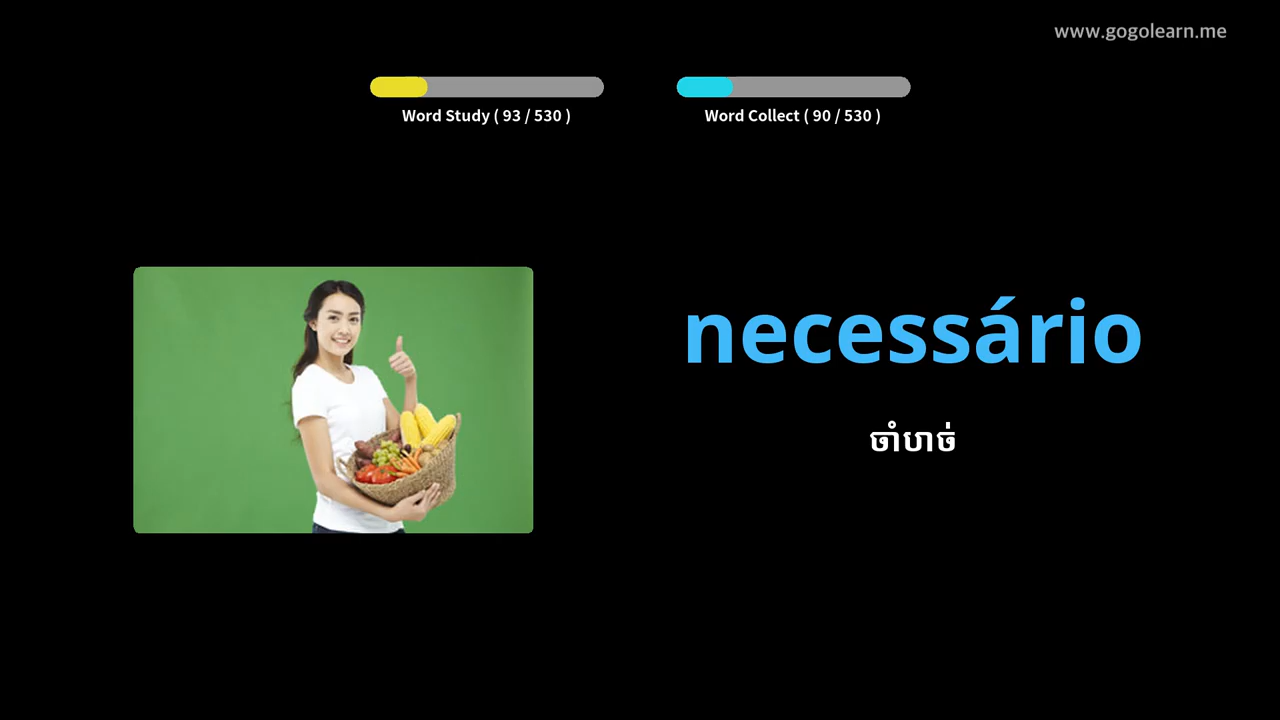 www.gogolearn.me
Word Study ( 93 / 530 )
Word Collect ( 90 / 530 )
necessário
ចាំបាច់